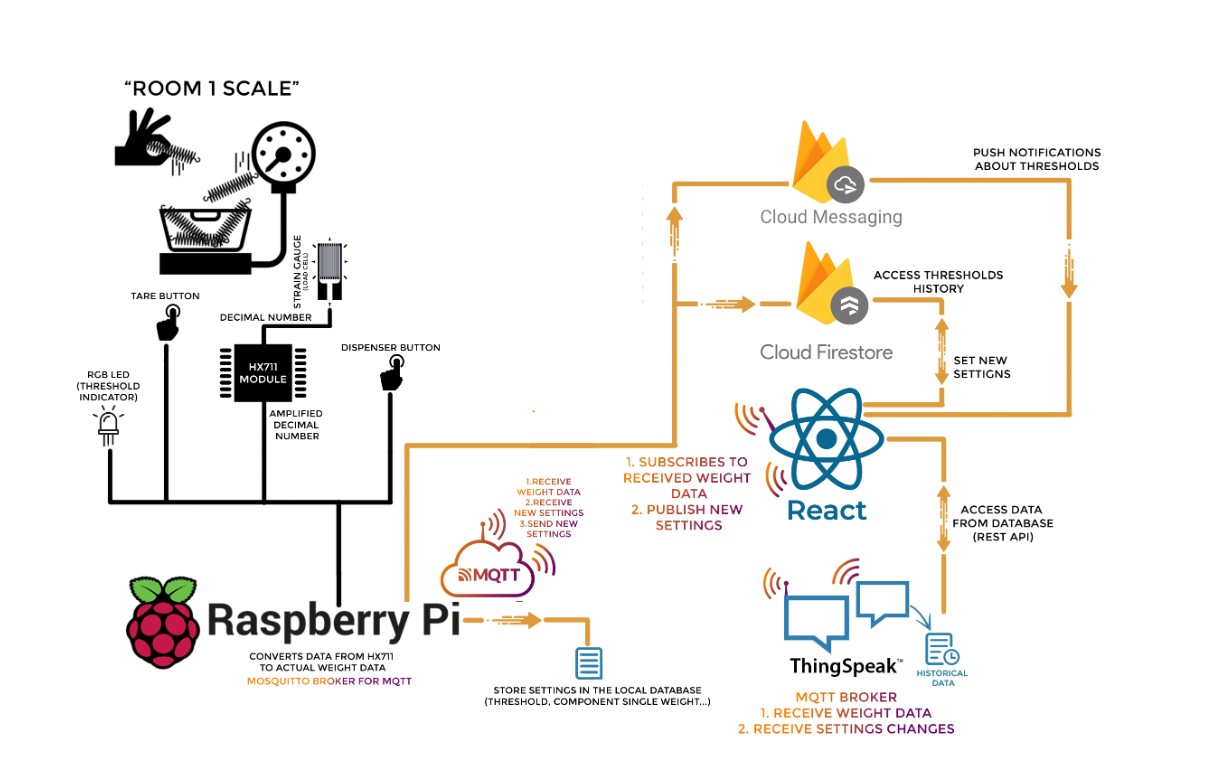 “ROOM 1 SCALE”
STRAIN GAUGE
(LOAD CELL)
TARE BUTTON
DECIMAL NUMBER
HX711
MODULE
DISPENSER BUTTON
RGB LED
(THRESHOLD
INDICATOR)
AMPLIFIED
DECIMAL
NUMBER
Raspberry Pi
CONVERTS DATA FROM HX711
TO ACTUAL WEIGHT DATA
MOSQUITTO BROKER FOR MQTT
1.RECEIVE
WEIGHT DATA
2.RECEIVE
NEW SETTINGS
3.SEND NEW
SETTINGS
MQTT
STORE SETTINGS IN THE LOCAL DATABASE
(THRESHOLD, COMPONENT SINGLE WEIGHT...)
Cloud Messaging
PUSH NOTIFICATIONS
ABOUT THRESHOLDS
Cloud Firestore
ACCESS THRESHOLDS
HISTORY
SET NEW
SETTIGNS
1. SUBSCRIBES TO
RECEIVED WEIGHT
DATA
2. PUBLISH NEW
SETTINGS
React
ACCESS DATA
FROM DATABASE
(REST API)
ThingSpeak™
HISTORICAL
DATA
MQTT BROKER
1. RECEIVE WEIGHT DATA
2. RECEIVE SETTINGS CHANGES